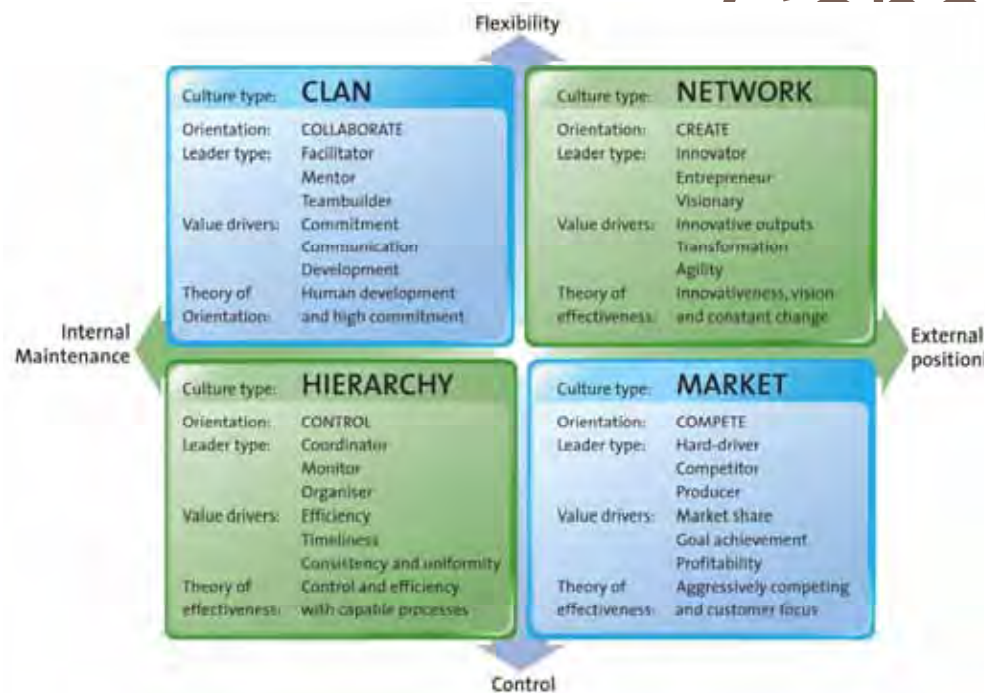 Flexibility
Culture type: CLAN
Orientation: COLLABORATE
Leader type: Facilitator
Mentor
Teambuilder
Value drivers: Commitment
Communication
Development
Theory of Human development
Orientation: and high commitment
Culture type: NETWORK
Orientation: CREATE
Leader type: Innovator
Entrepreneur
Visionary
Value drivers: Innovative outputs
Transformation
Agility
Theory of Innovativeness, vision
effectiveness: and constant change
Internal
Maintenance
External
position
Culture type: HIERARCHY
Orientation: CONTROL
Leader type: Coordinator
Monitor
Organiser
Value drivers: Efficiency
Timeliness
Consistency and uniformity
Theory of Control and efficiency
effectiveness: with capable processes
Culture type: MARKET
Orientation: COMPETE
Leader type: Hard-driver
Competitor
Producer
Value drivers: Market share
Goal achievement
Profitability
Theory of Aggressively competing
effectiveness: and customer focus
Control